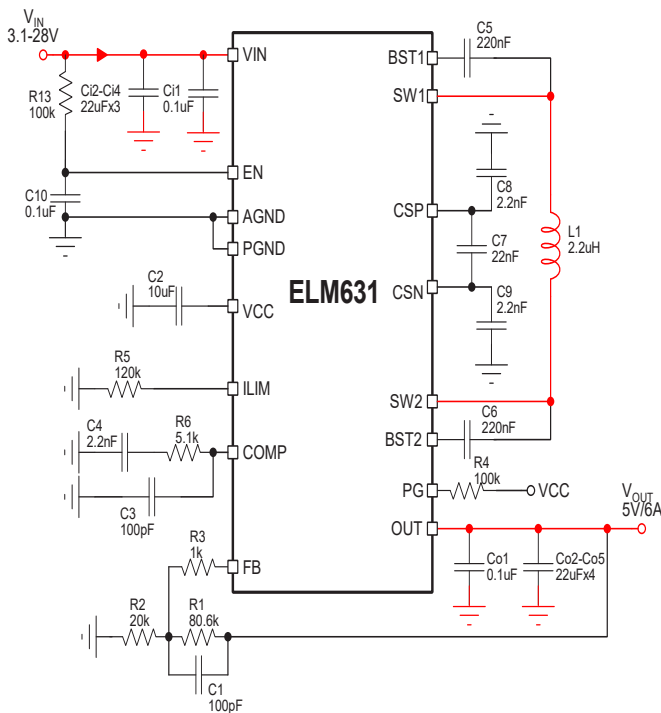 VIN
3.1-28V
R13
100k
Ci2-Ci4
22uFx3
Ci1
0.1uF
C10
0.1uF
VIN
EN
AGND
PGND
VCC
ILIM
COMP
FB
ELM631
BST1
SW1
CSP
CSN
SW2
BST2
PG
OUT
C5
220nF
C8
2.2nF
C7
22nF
C9
2.2nF
L1
2.2uH
C6
220nF
R4
100k
VCC
VOUT
5V/6A
Co1
0.1uF
Co2-Co5
22uFx4
C2
10uF
R5
120k
C4
2.2nF
R6
5.1k
C3
100pF
R3
1k
R2
20k
R1
80.6k
C1
100pF